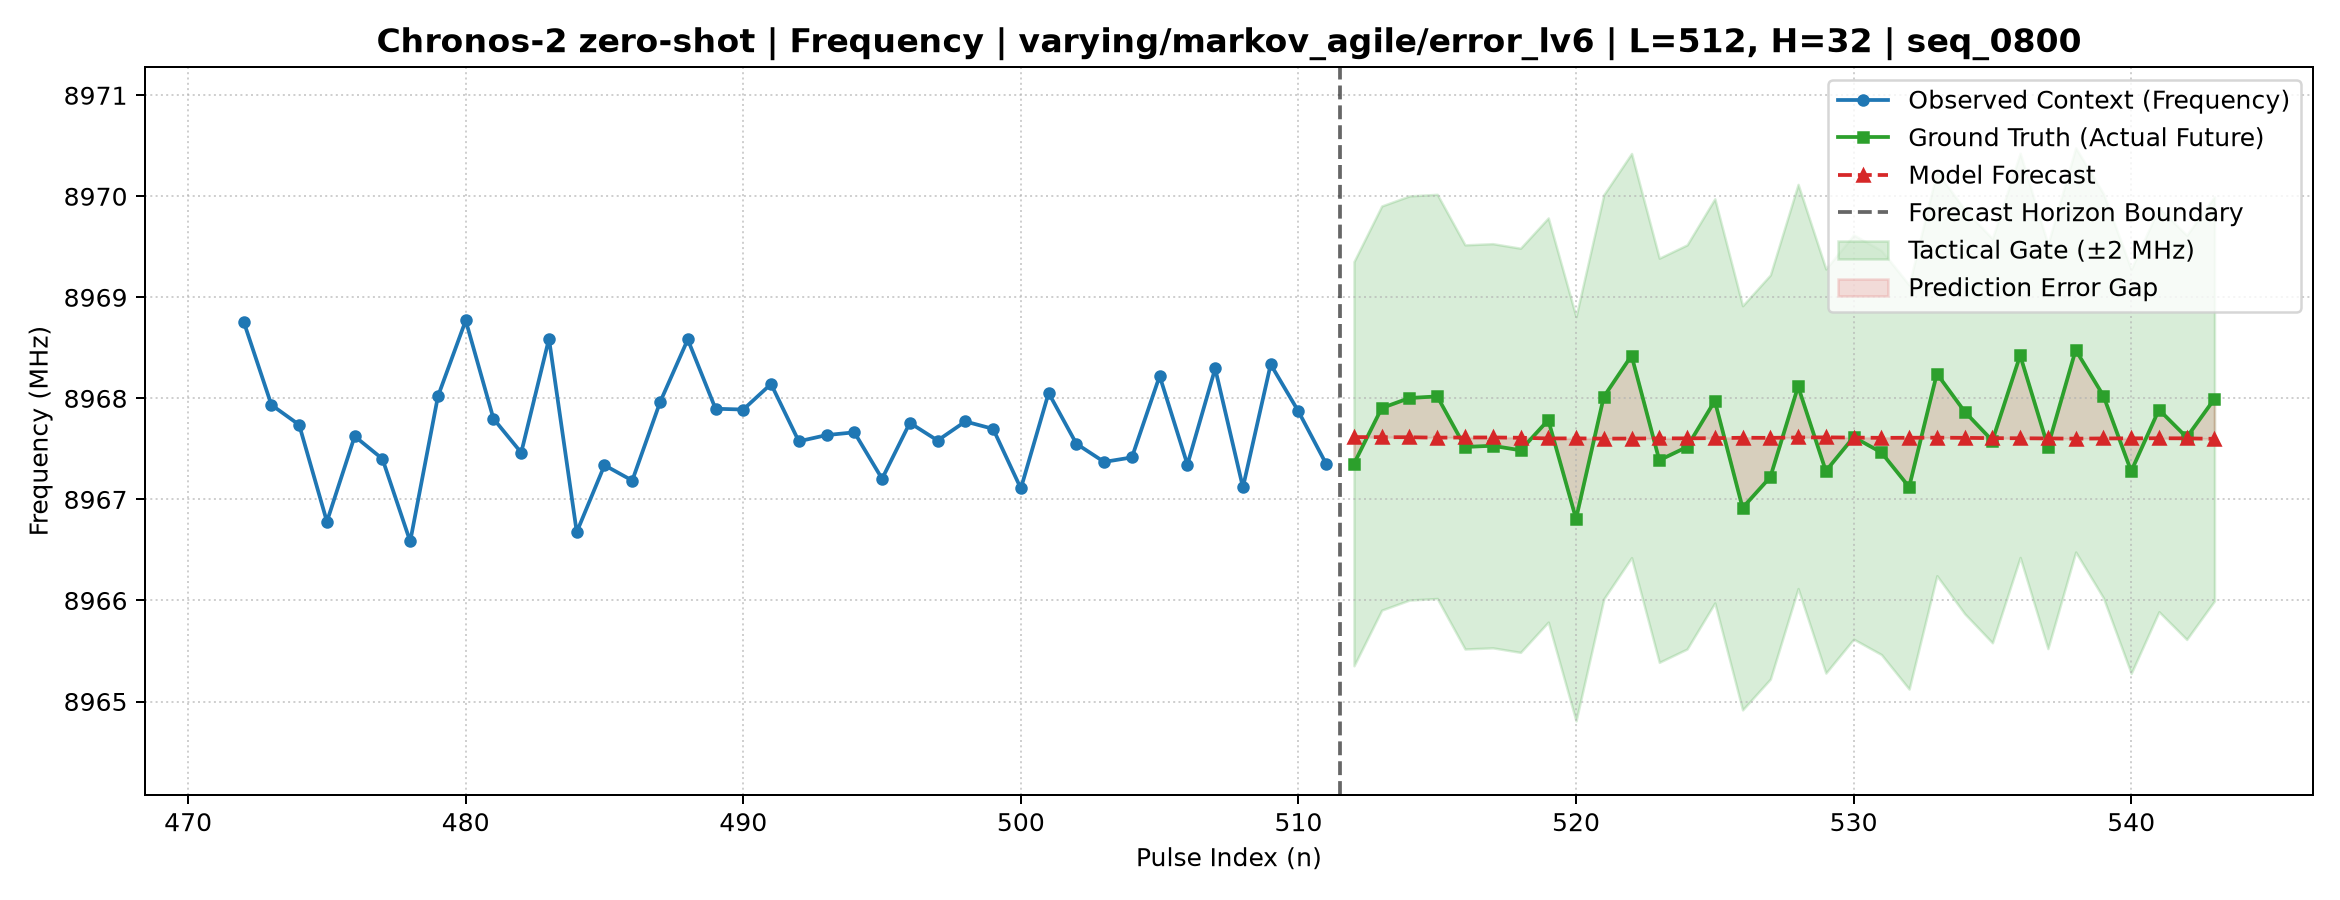 Chronos-2 zero-shot | Frequency | varying/markov_agile/error_lv6 | L=512, H=32 | seq_0800
Frequency (MHz)
8971
8970
8969
8968
8967
8966
8965
Observed Context (Frequency)
Ground Truth (Actual Future)
Model Forecast
Forecast Horizon Boundary
Tactical Gate (±2 MHz)
Prediction Error Gap
470 480 490 500 510 520 530 540
Pulse Index (n)